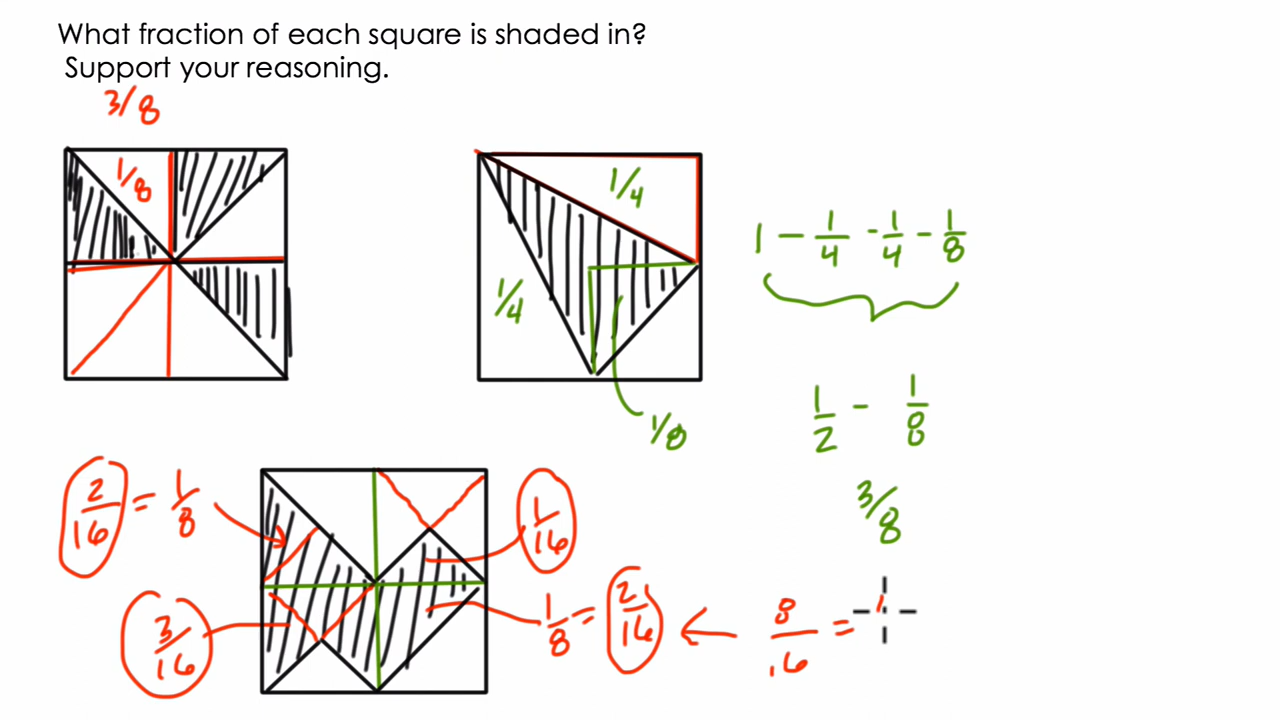 What fraction of each square is shaded in?
Support your reasoning.
3/8
1/8
1/4
1/4
1/8
1 - 1/4 - 1/4 - 1/8
1/2 - 1/8
3/8
2/16 = 1/8
1/16
3/16
1/8 = 2/16
8/16 =